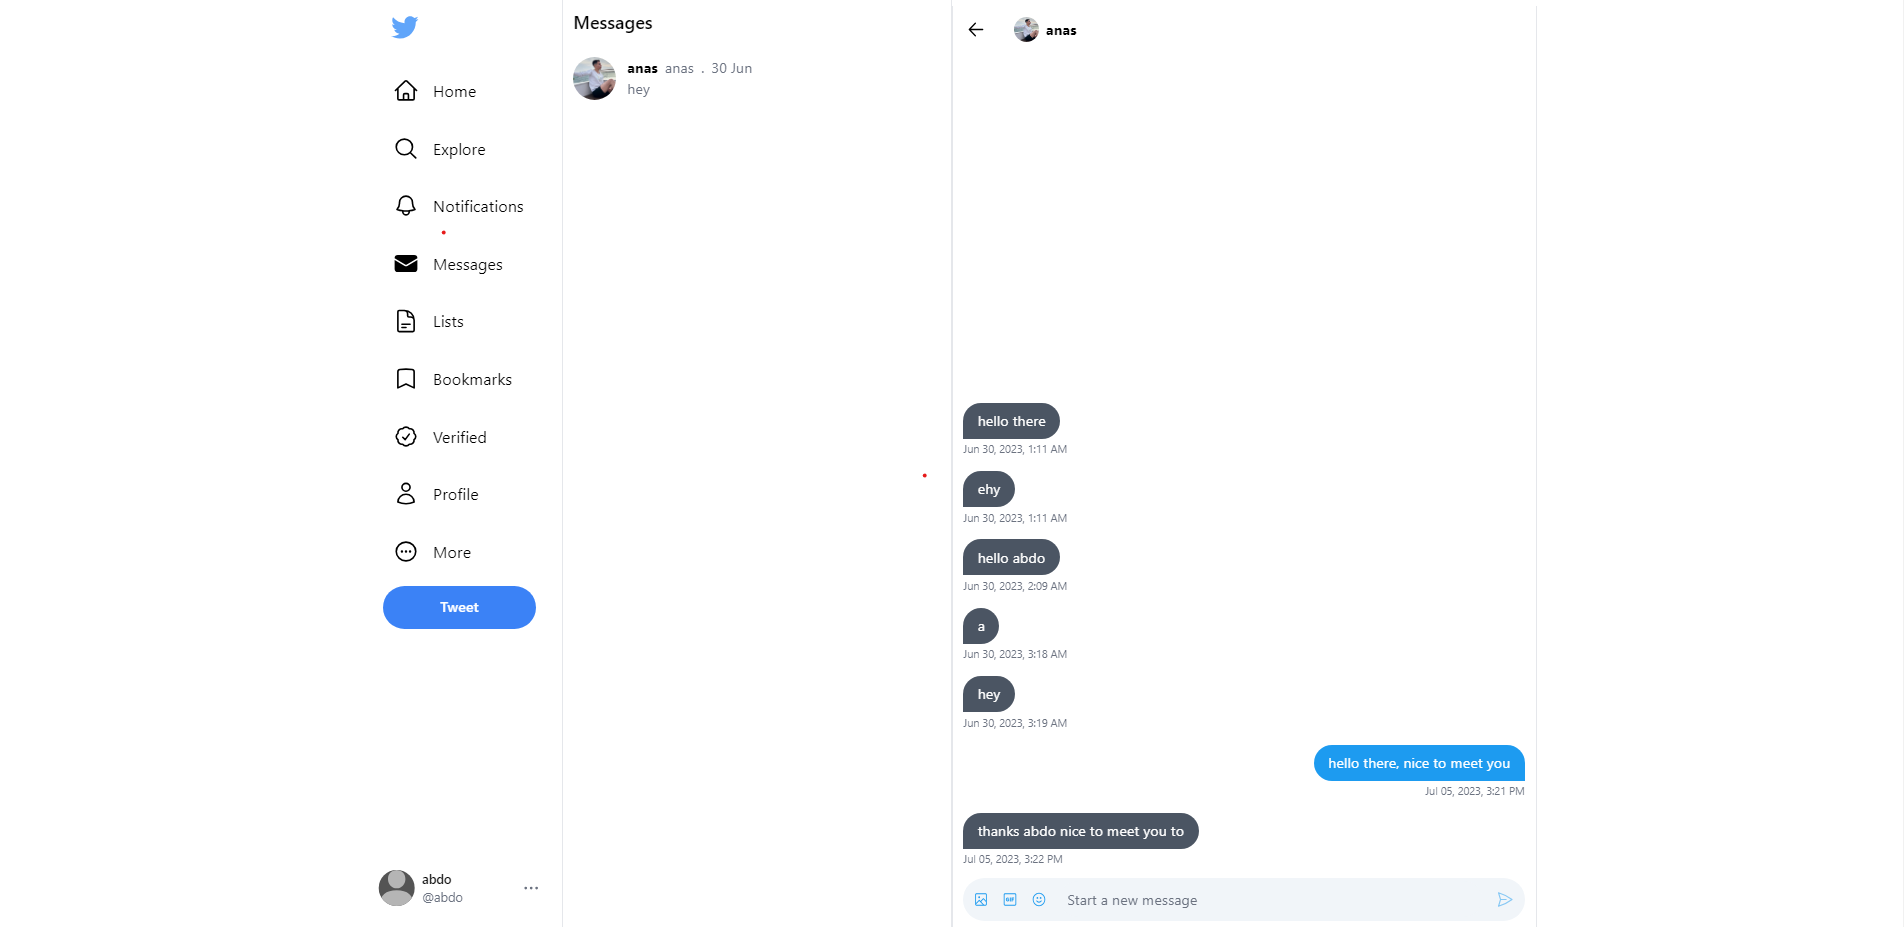 Home
Explore
Notifications
Messages
Lists
Bookmarks
Verified
Profile
More
Tweet
abdo
@abdo
Messages
anas anas . 30 Jun
hey
anas
hello there
Jun 30, 2023, 1:11 AM
ehy
Jun 30, 2023, 1:11 AM
hello abdo
Jun 30, 2023, 2:09 AM
a
Jun 30, 2023, 3:18 AM
hey
Jun 30, 2023, 3:19 AM
hello there, nice to meet you
Jul 05, 2023, 3:21 PM
thanks abdo nice to meet you to
Jul 05, 2023, 3:22 PM
GIF
Start a new message